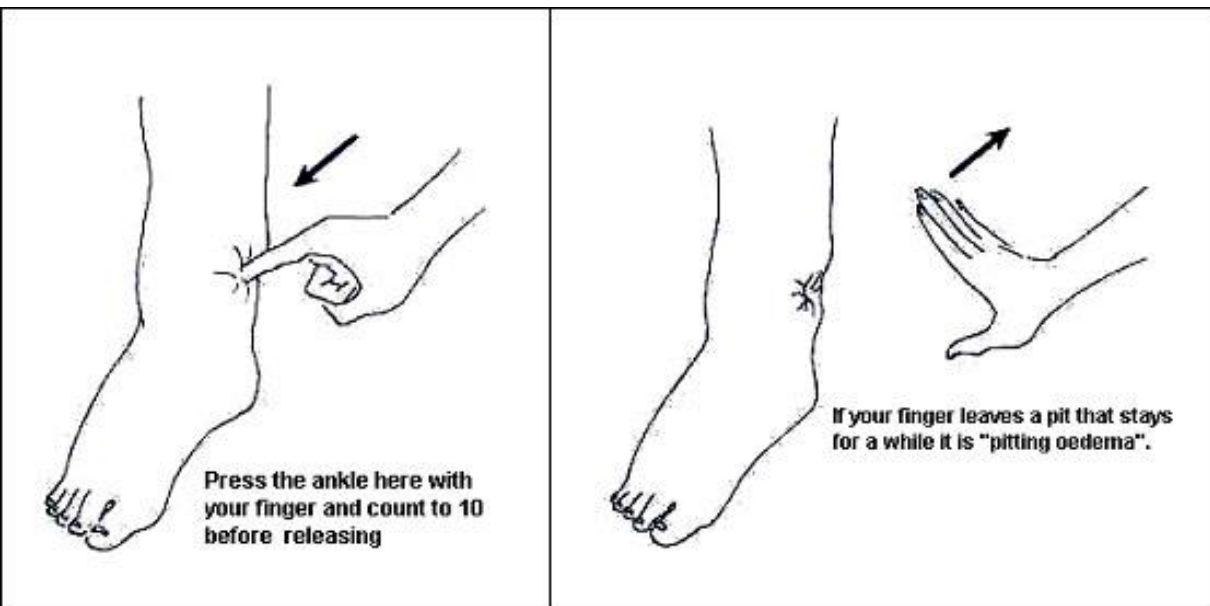 Press the ankle here with
your finger and count to 10
before releasing
If your finger leaves a pit that stays
for a while it is "pitting oedema".